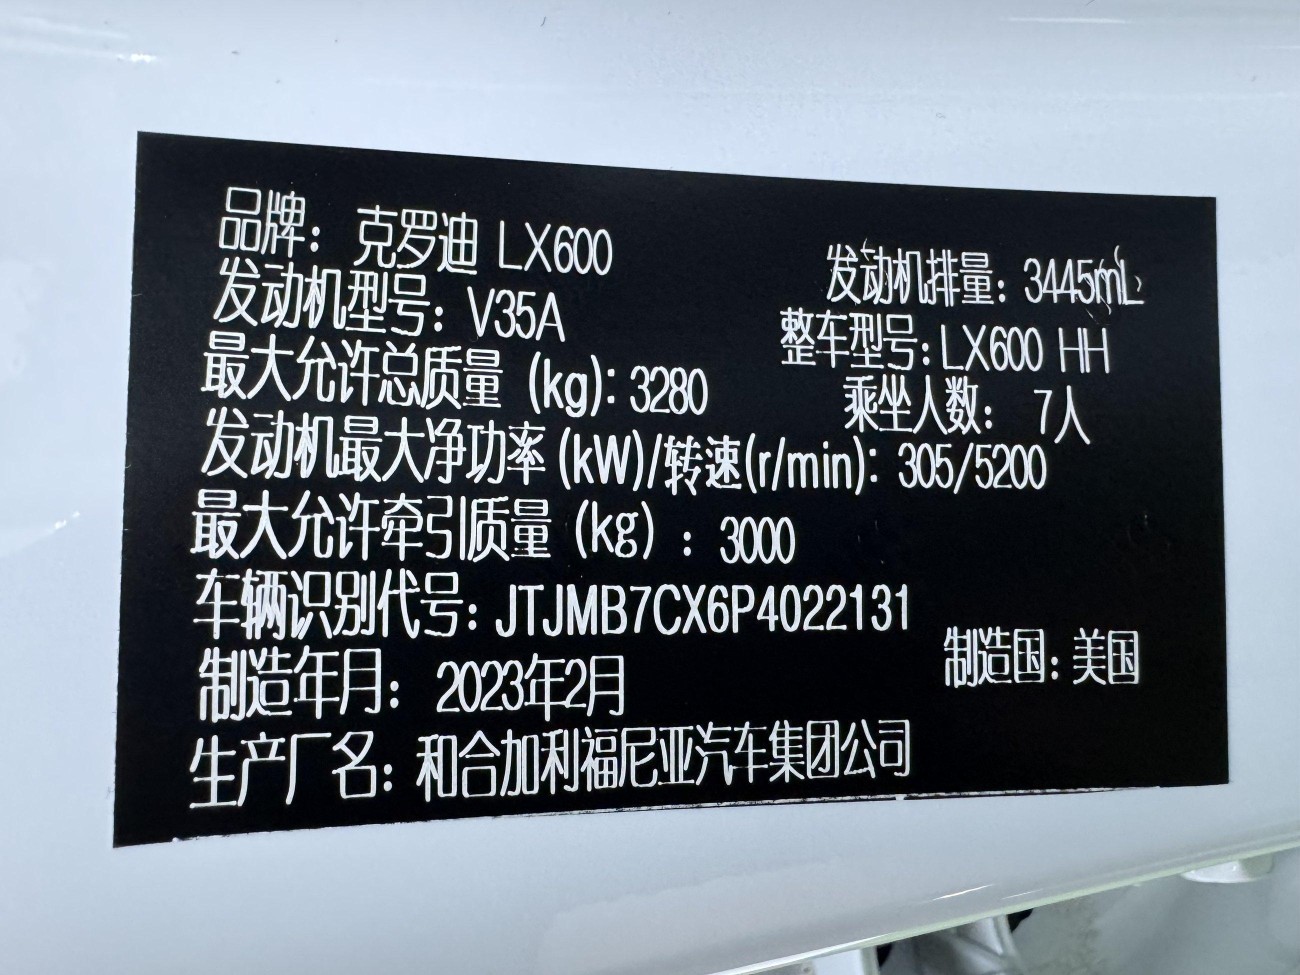 品牌：克罗迪 LX600
发动机排量：3445mL
发动机型号：V35A
整车型号：LX600 HH
最大允许总质量 (kg)：3280
乘坐人数： 7人
发动机最大净功率(kW)/转速(r/min)：305/5200
最大允许牵引质量 (kg) ：3000
车辆识别代号：JTJMB7CX6P4022131
制造国：美国
制造年月：2023年2月
生产厂名：和合加利福尼亚汽车集团公司